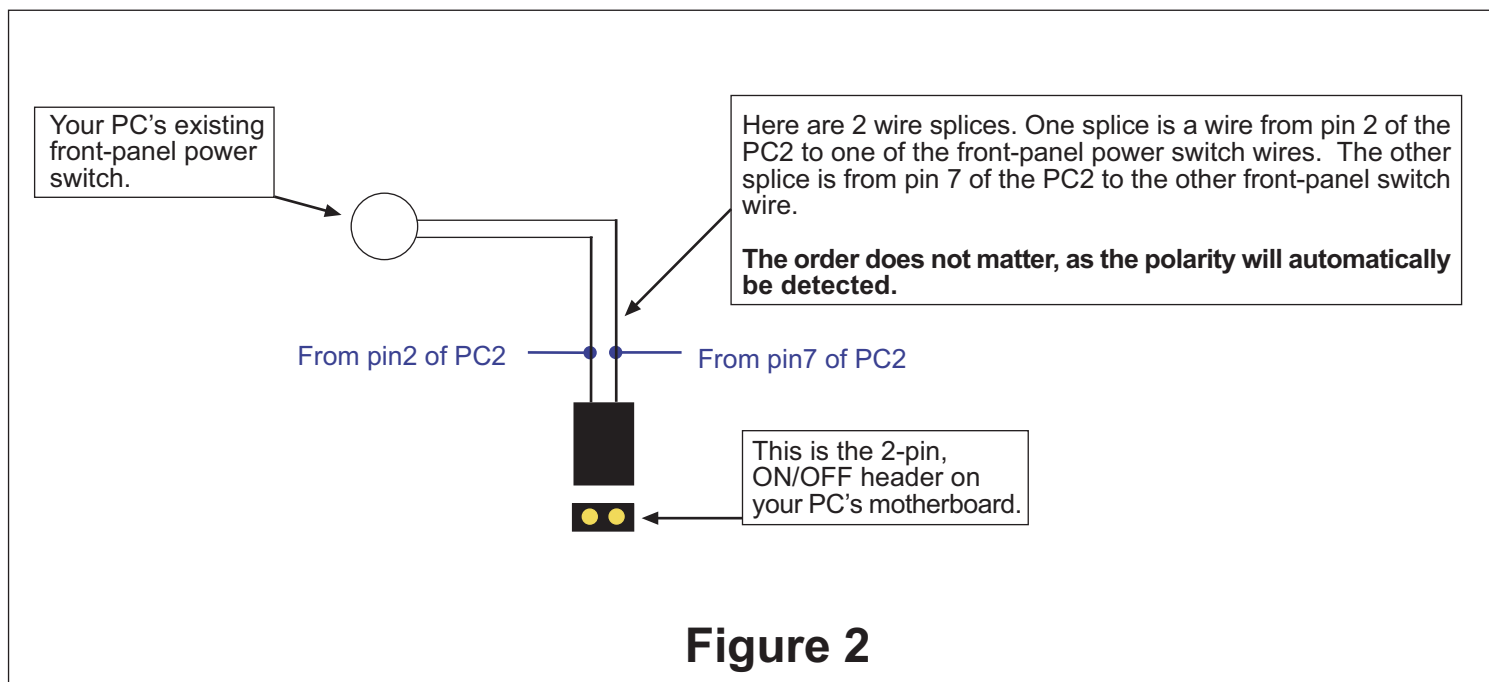 Your PC's existing
front-panel power
switch.
Here are 2 wire splices. One splice is a wire from pin 2 of the
PC2 to one of the front-panel power switch wires.  The other
splice is from pin 7 of the PC2 to the other front-panel switch
wire.
The order does not matter, as the polarity will automatically
be detected.
From pin2 of PC2
From pin7 of PC2
This is the 2-pin,
ON/OFF header on
your PC's motherboard.
Figure 2